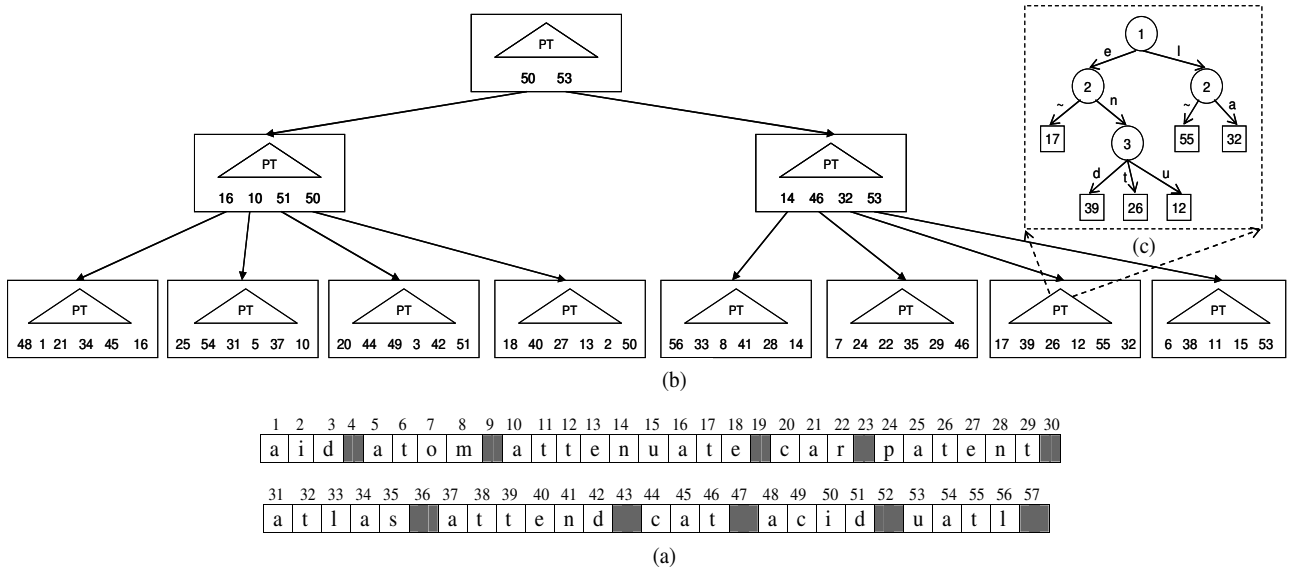 PT
50 53
PT
16 10 51 50
PT
14 46 32 53
1
e l
2 2
~ n ~ a
17 3 55 32
d t u
39 26 12
(c)
PT
48 1 21 34 45 16
PT
25 54 31 5 37 10
PT
20 44 49 3 42 51
PT
18 40 27 13 2 50
PT
56 33 8 41 28 14
PT
7 24 22 35 29 46
PT
17 39 26 12 55 32
PT
6 38 11 15 53
(b)
1 2 3 4 5 6 7 8 9 10 11 12 13 14 15 16 17 18 19 20 21 22 23 24 25 26 27 28 29 30
a i d a t o m a t t e n u a t e c a r p a t e n t
31 32 33 34 35 36 37 38 39 40 41 42 43 44 45 46 47 48 49 50 51 52 53 54 55 56 57
a t l a s a t t e n d c a t a c i d u a t l
(a)